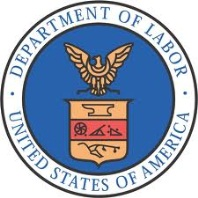 · DEPARTMENT OF LABOR ·
UNITED STATES OF AMERICA